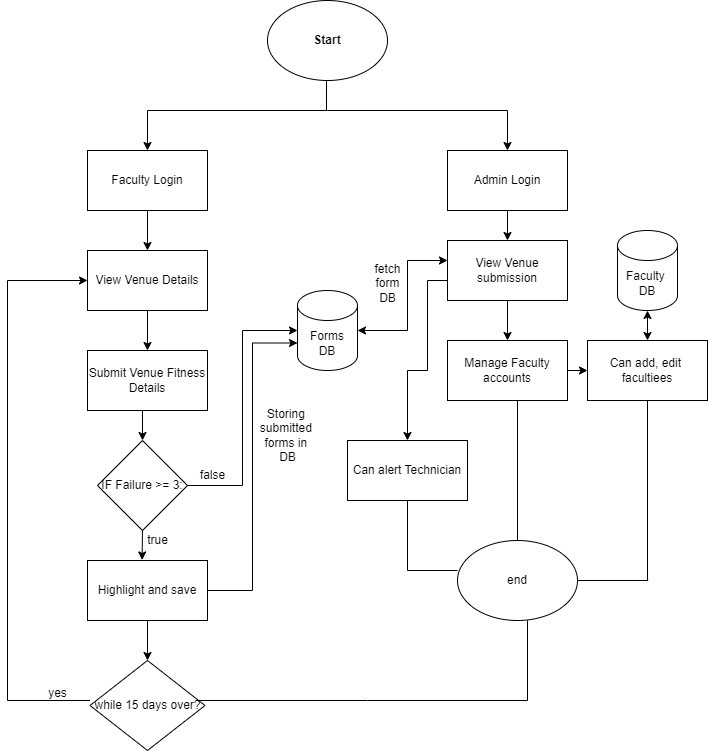 Start
Faculty Login
Admin Login
View Venue
submission
Faculty
DB
fetch
form
DB
View Venue Details
Forms
DB
Manage Faculty
accounts
Can add, edit
facultiees
Submit Venue Fitness
Details
Storing
submitted
forms in
DB
IF Failure >= 3:
false
Can alert Technician
true
Highlight and save
end
yes
while 15 days over?